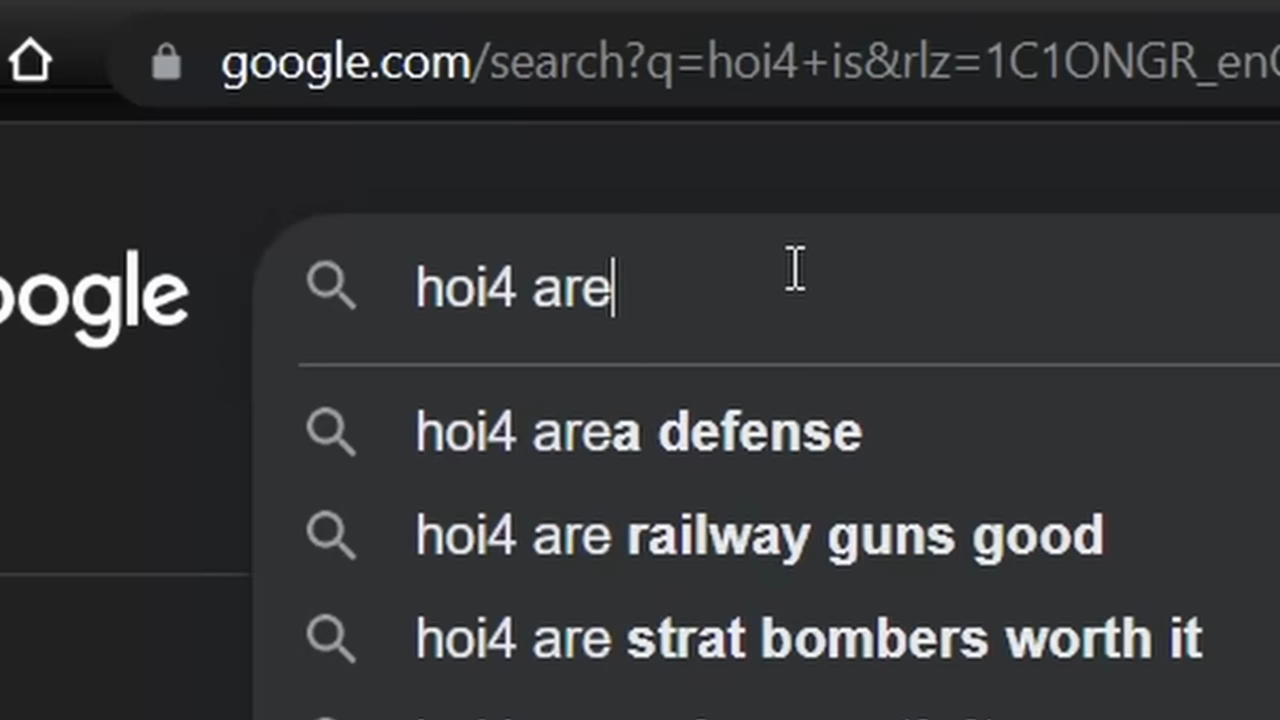 google.com/search?q=hoi4+is&rlz=1C1ONGR_en
oogle
hoi4 are
hoi4 area defense
hoi4 are railway guns good
hoi4 are strat bombers worth it